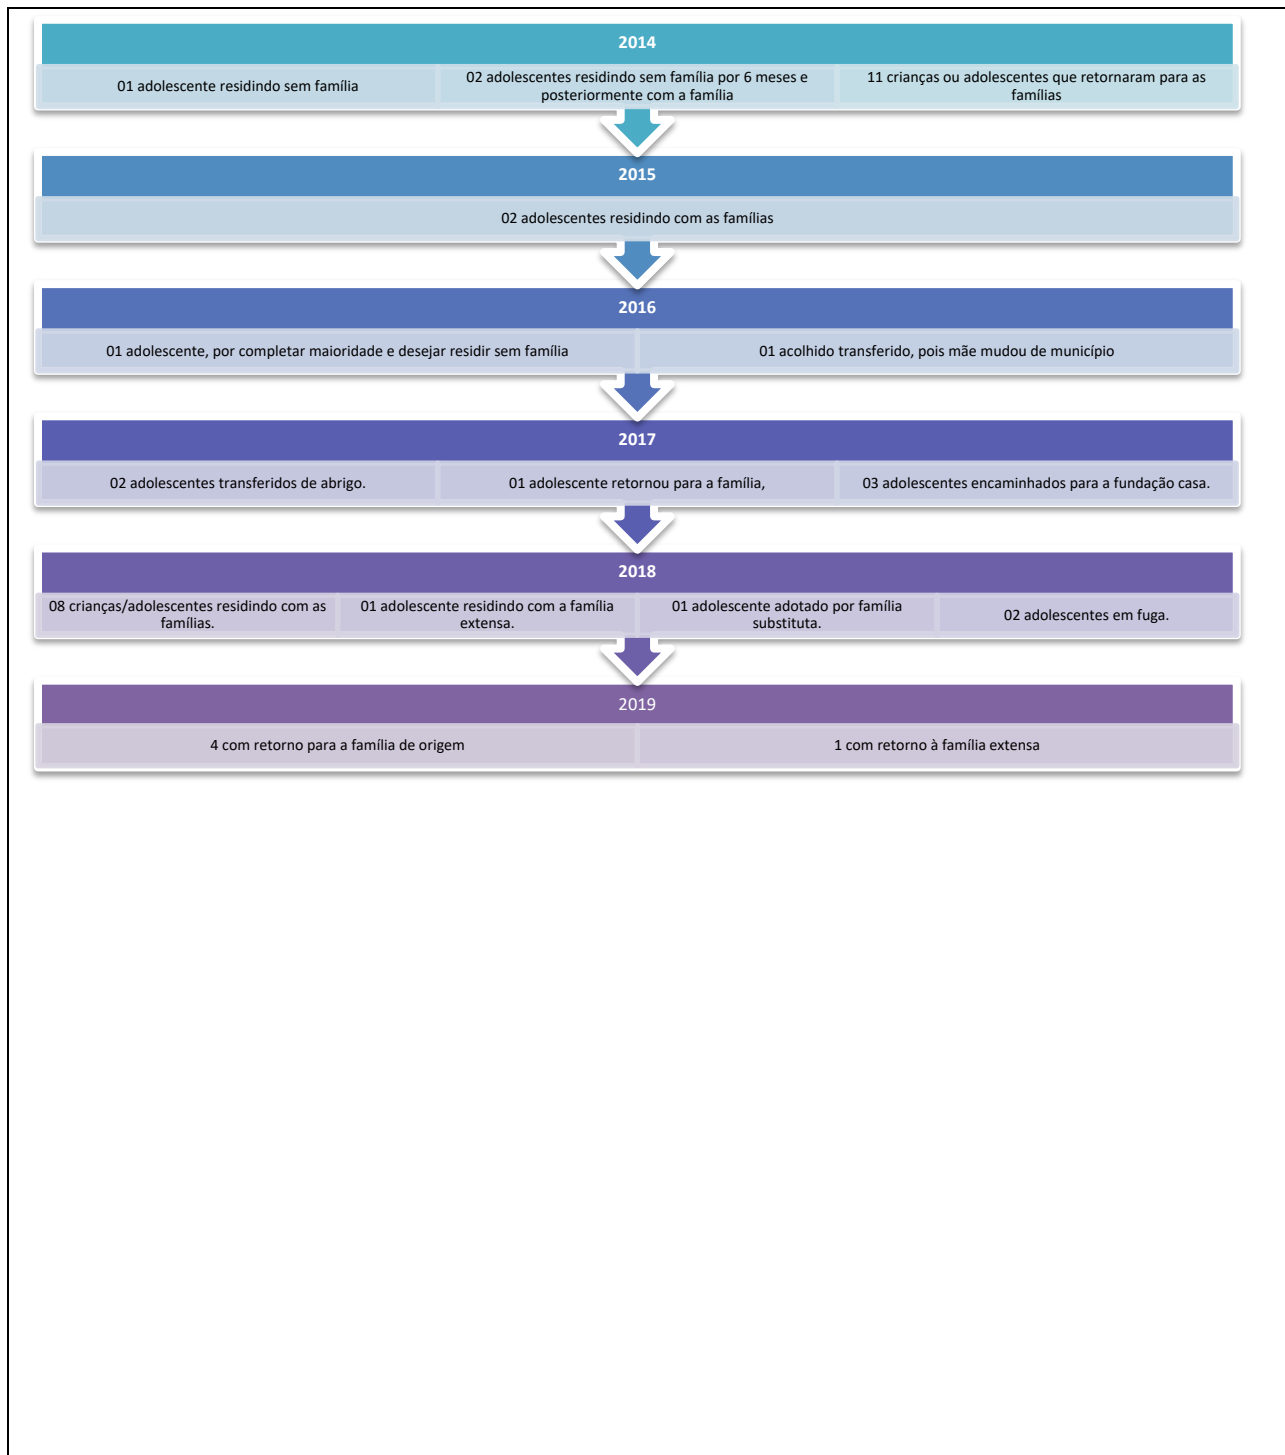 2014
01 adolescente residindo sem família
02 adolescentes residindo sem família por 6 meses e
posteriormente com a família
11 crianças ou adolescentes que retornaram para as
famílias
2015
02 adolescentes residindo com as famílias
2016
01 adolescente, por completar maioridade e desejar residir sem família
01 acolhido transferido, pois mãe mudou de município
2017
02 adolescentes transferidos de abrigo.
01 adolescente retornou para a família,
03 adolescentes encaminhados para a fundação casa.
2018
08 crianças/adolescentes residindo com as
famílias.
01 adolescente residindo com a família
extensa.
01 adolescente adotado por família
substituta.
02 adolescentes em fuga.
2019
4 com retorno para a família de origem
1 com retorno à família extensa